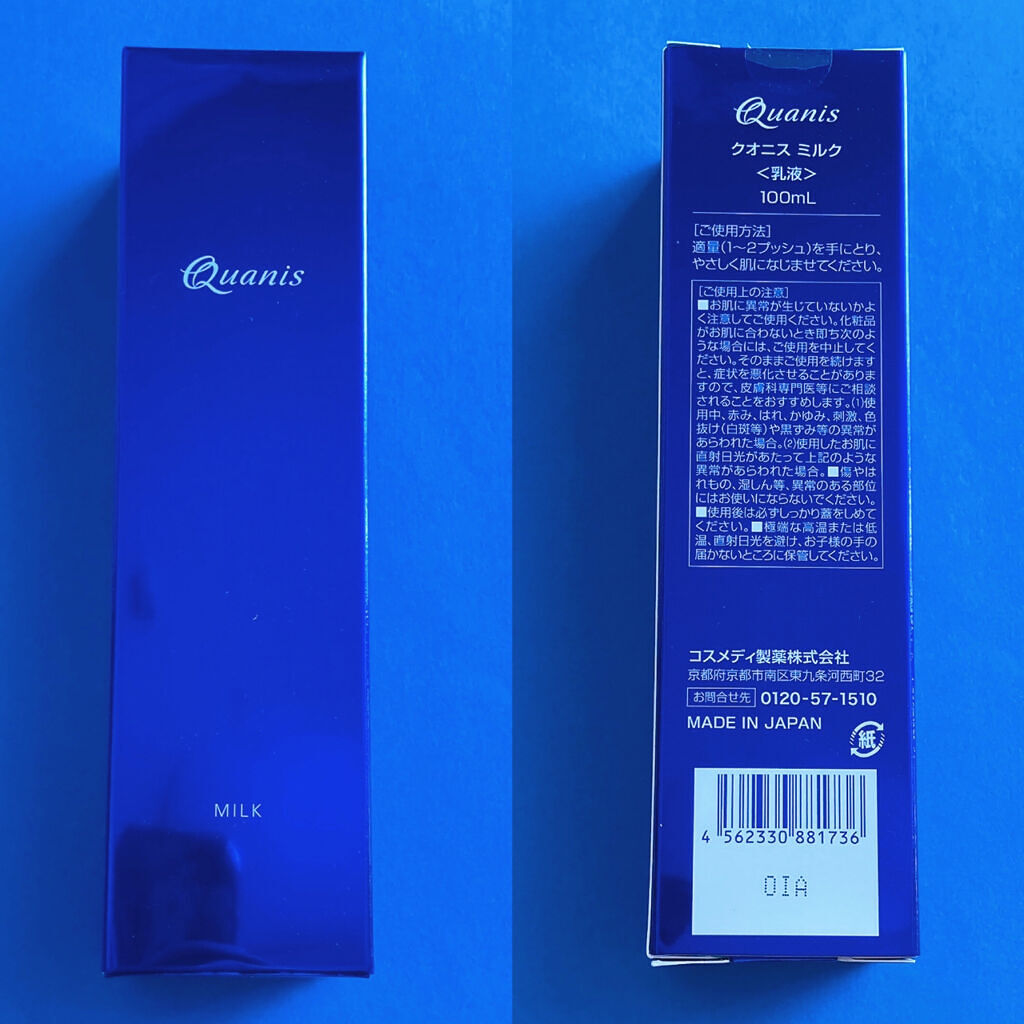 Quanis
MILK
Quanis
クオニス ミルク
<乳液>
100mL
[ご使用方法]
適量(1〜2プッシュ)を手にとり、
やさしく肌になじませてください。
[ご使用上の注意]
■お肌に異常が生じていないかよ
く注意してご使用ください。化粧品
がお肌に合わないとき即ち次のよ
うな場合には、ご使用を中止してく
ださい。そのままご使用を続けます
と、症状を悪化させることがありま
すので、皮膚科専門医等にご相談
されることをおすすめします。(1)使
用中、赤み、はれ、かゆみ、刺激、色
抜け(白斑等)や黒ずみ等の異常が
あらわれた場合。(2)使用したお肌に
直射日光があたって上記のような
異常があらわれた場合。■傷やは
れもの、湿しん等、異常のある部位
にはお使いにならないでください。
■使用後は必ずしっかり蓋をしめて
ください。■極端な高温または低
温、直射日光を避け、お子様の手の
届かないところに保管してください。
コスメディ製薬株式会社
京都府京都市南区東九条河西町32
お問合せ先 0120-57-1510
MADE IN JAPAN
紙
4 562330 881736
OIA